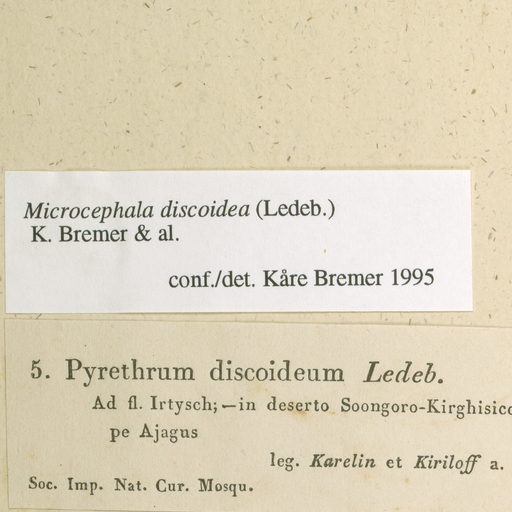 Microcephala discoidea (Ledeb.)
K. Bremer & al.
conf./det. Kåre Bremer 1995
5. Pyrethrum discoideum Ledeb.
Ad fl. Irtysch;—in deserto Soongoro-Kirghisico
pe Ajagus
leg. Karelin et Kiriloff a.
Soc. Imp. Nat. Cur. Mosqu.